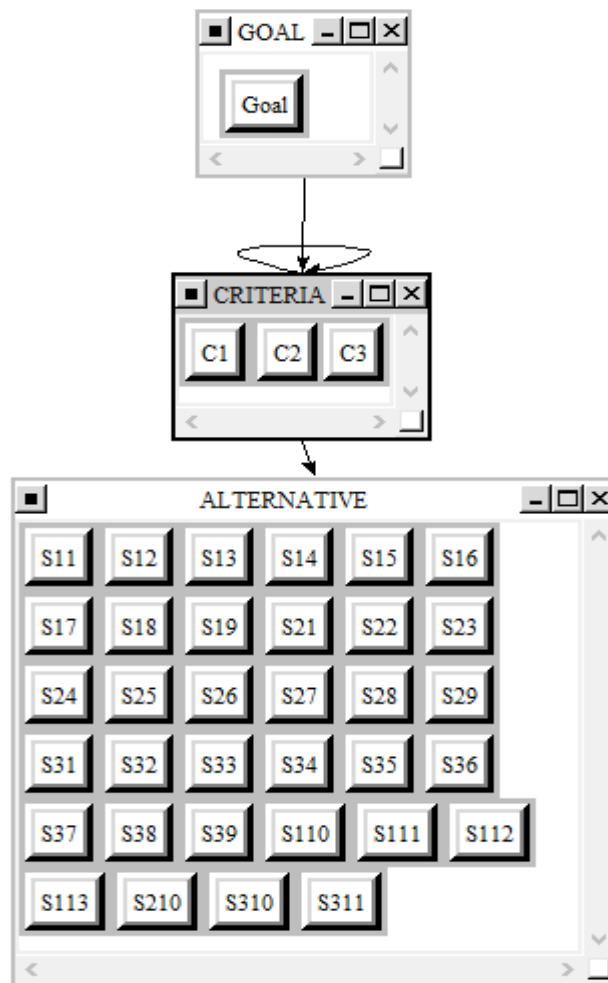 GOAL
Goal
CRITERIA
C1 C2 C3
ALTERNATIVE
S11 S12 S13 S14 S15 S16
S17 S18 S19 S21 S22 S23
S24 S25 S26 S27 S28 S29
S31 S32 S33 S34 S35 S36
S37 S38 S39 S110 S111 S112
S113 S210 S310 S311